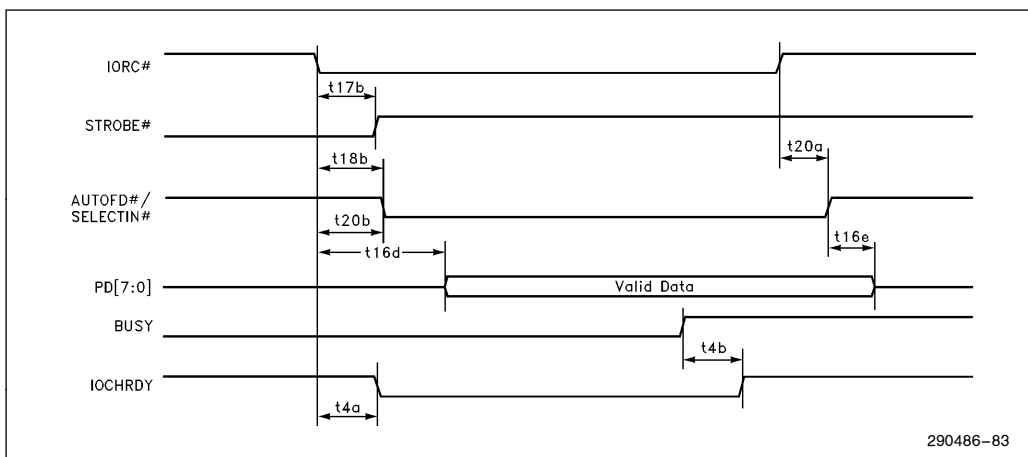 IORC#
t17b
STROBE#
t18b
t20a
AUTOFD#/
SELECTIN#
t20b
t16d
t16e
PD[7:0]
Valid Data
BUSY
t4b
IOCHRDY
t4a
290486–83